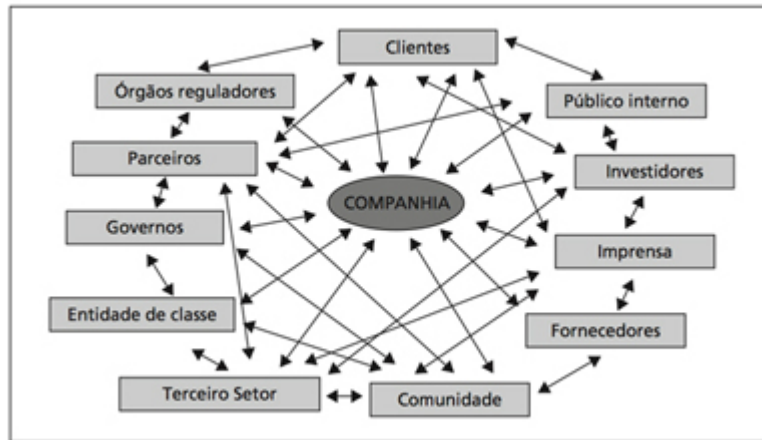 Clientes
Órgãos reguladores
Público interno
Parceiros
Investidores
COMPANHIA
Governos
Imprensa
Entidade de classe
Fornecedores
Terceiro Setor
Comunidade